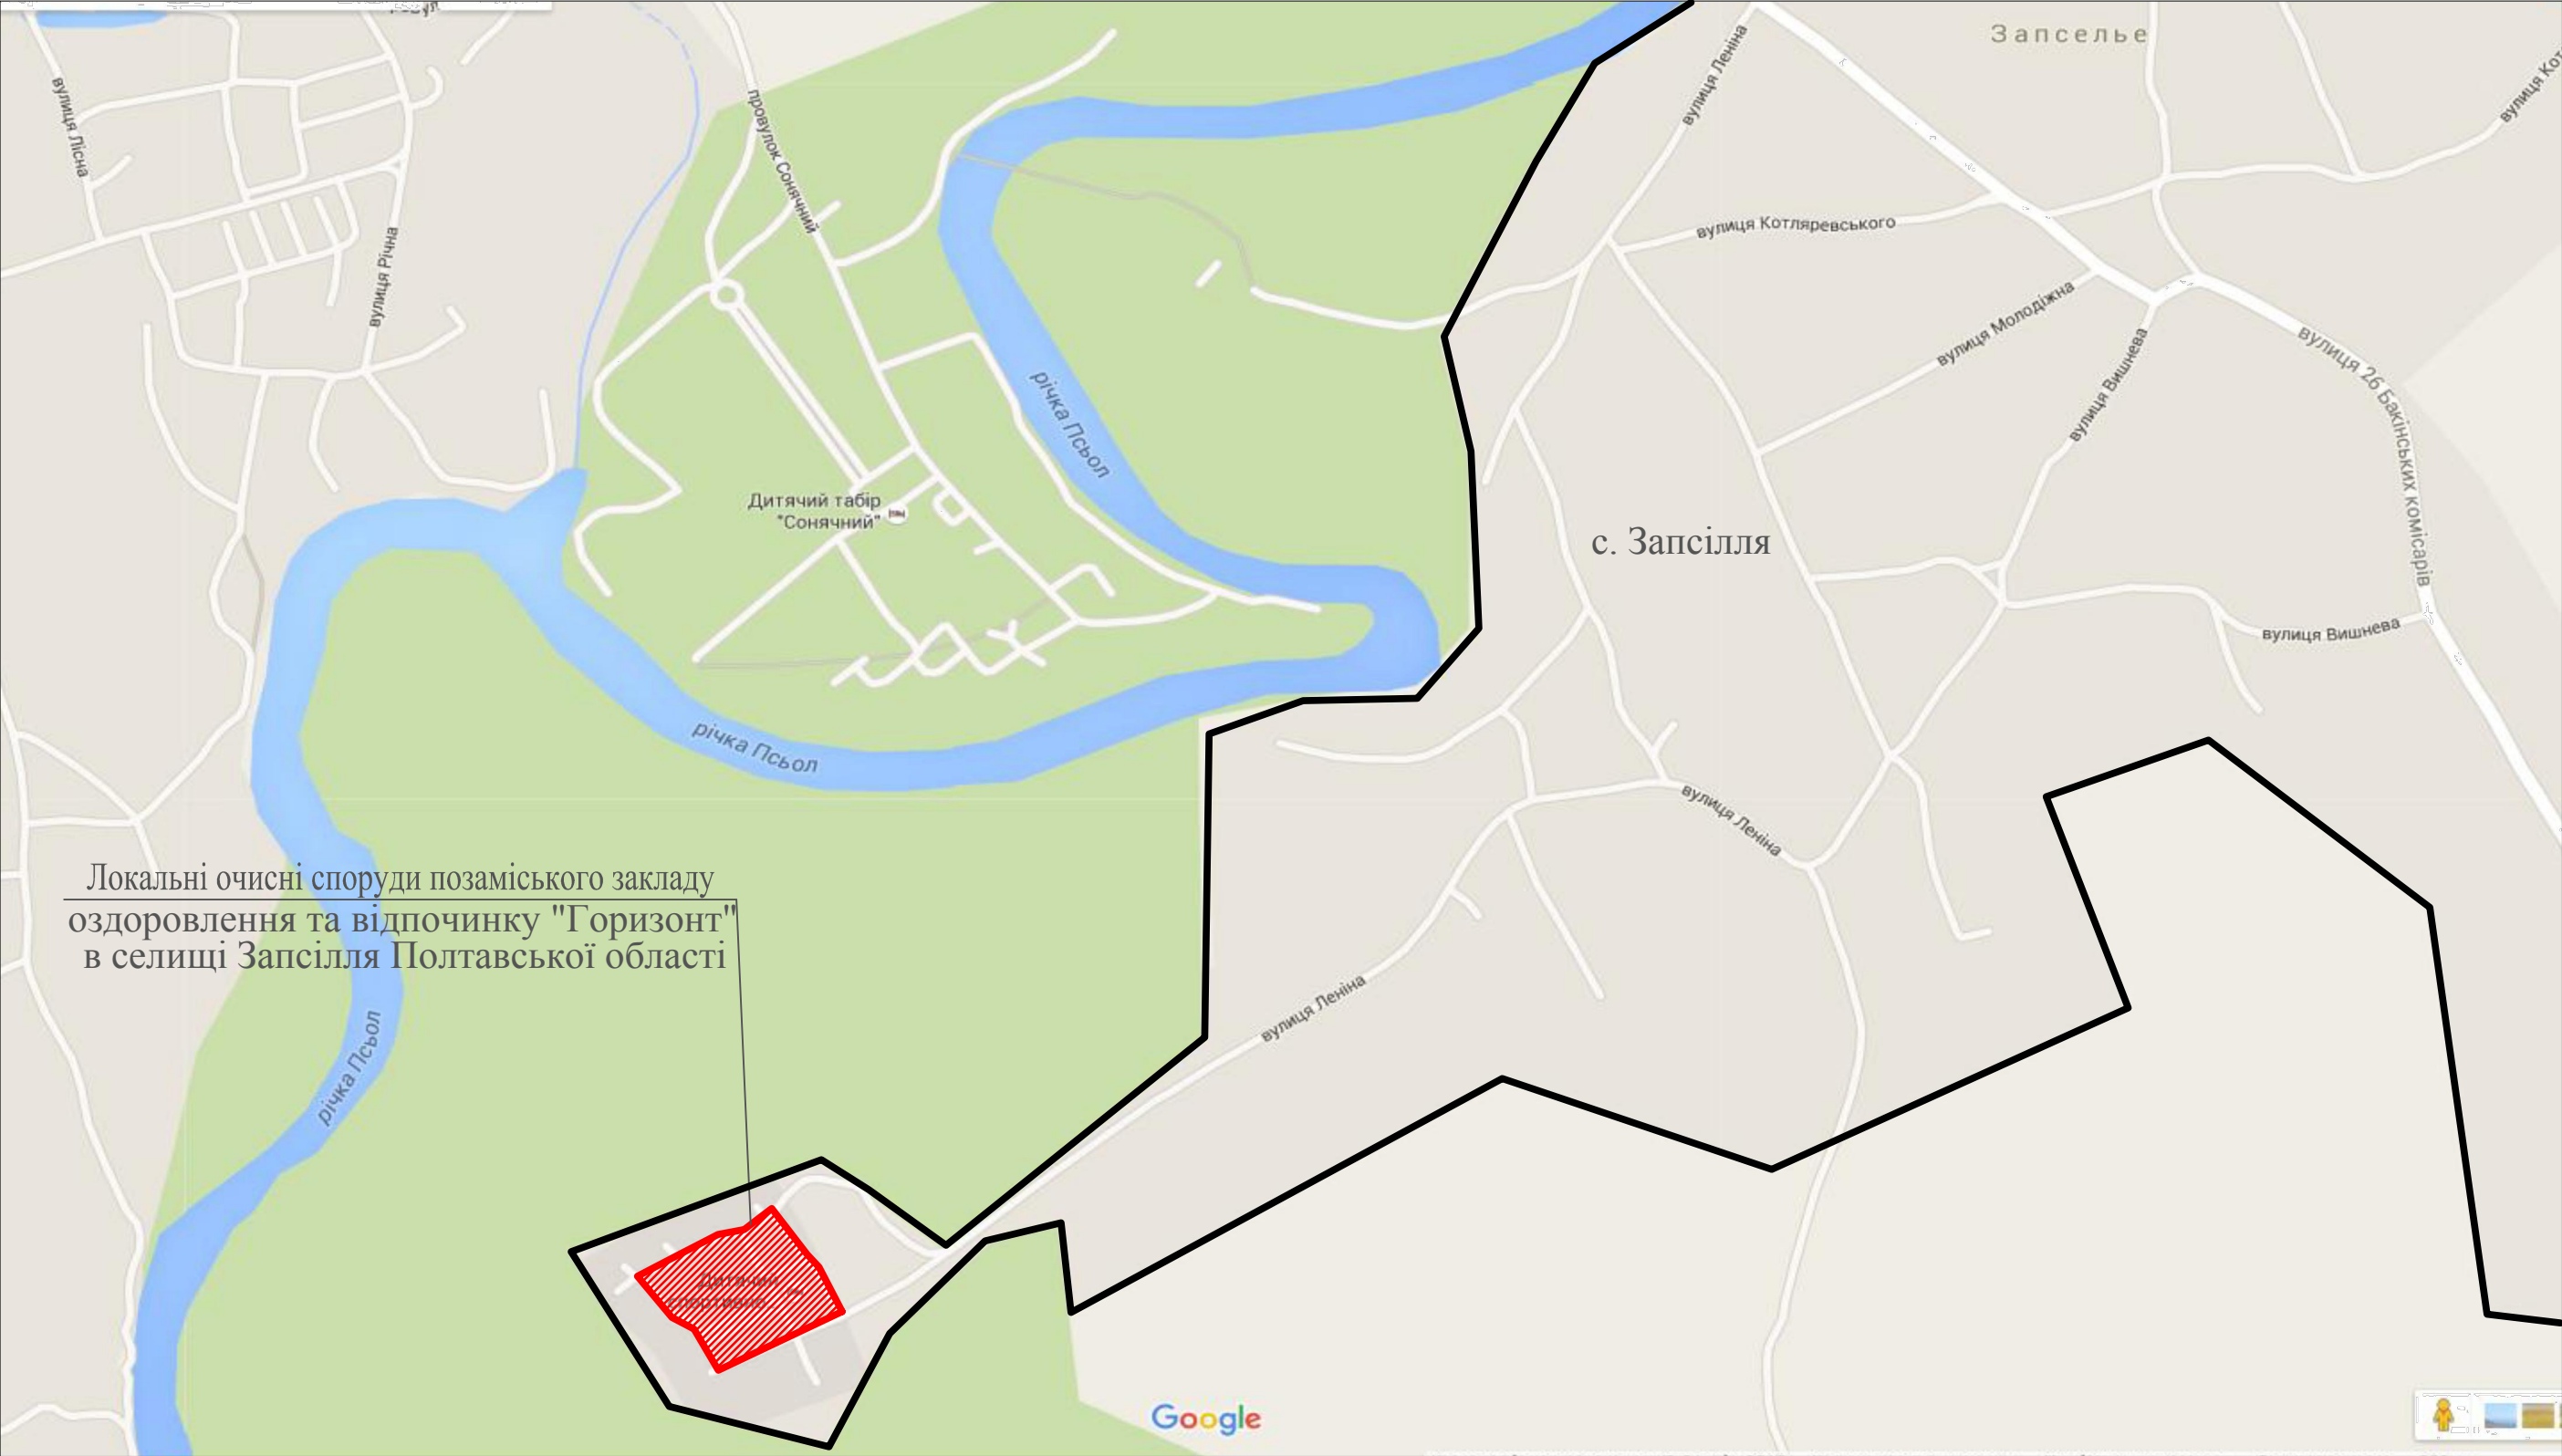 Запселье
вулиця Леніна
вулиця Лісна
провулок Сонячний
вулиця Річна
вулиця Котляревського
вулиця Молодіжна
вулиця Вишнева
вулиця 26 Бакінських комісарів
річка Псьол
Дитячий табір
"Сонячний"
с. Запсілля
вулиця Вишнева
річка Псьол
вулиця Леніна
Локальні очисні споруди позаміського закладу
оздоровлення та відпочинку "Горизонт"
в селищі Запсілля Полтавської області
вулиця Леніна
річка Псьол
Дитячий
спортивно...
Google